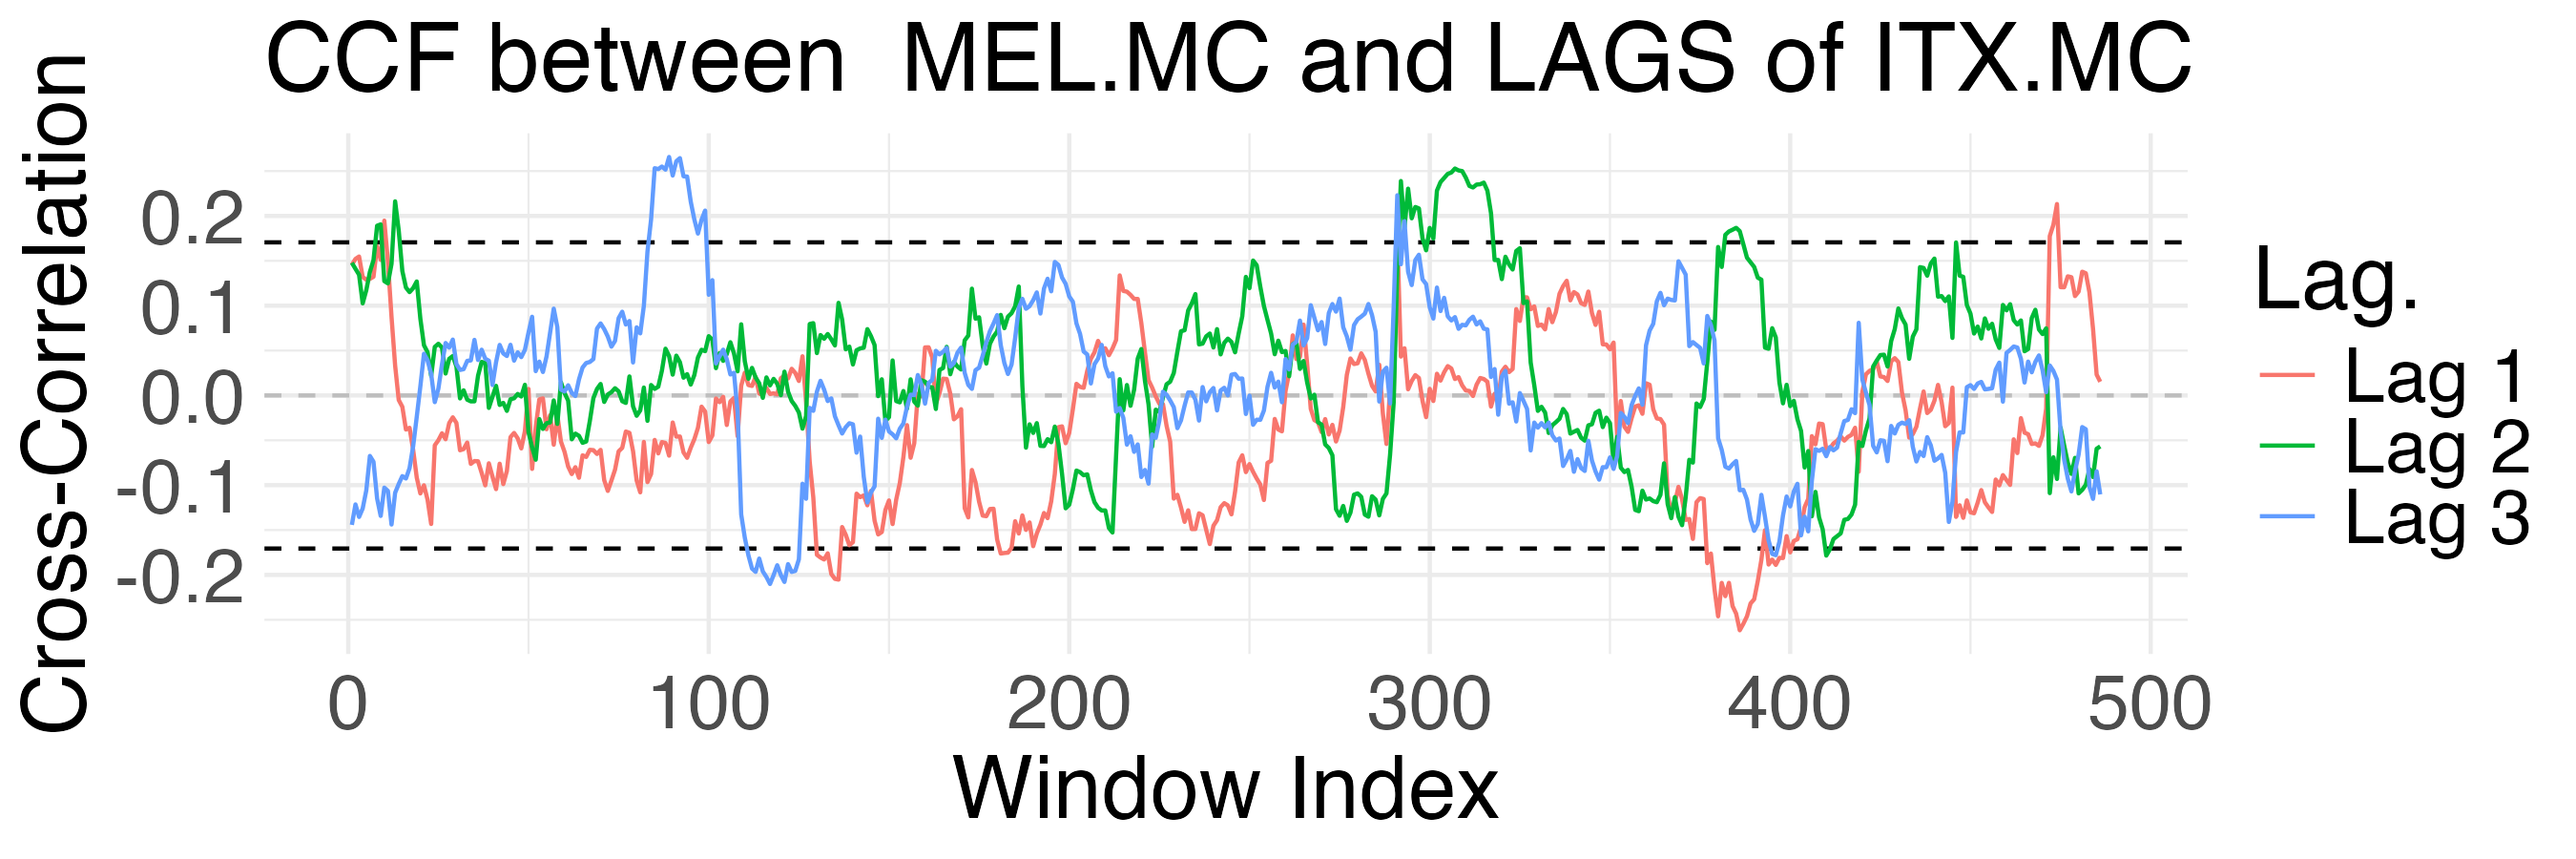 CCF between  MEL.MC and LAGS of ITX.MC
Cross-Correlation
0.2
0.1
0.0
-0.1
-0.2
0 100 200 300 400 500
Window Index
Lag.
Lag 1
Lag 2
Lag 3